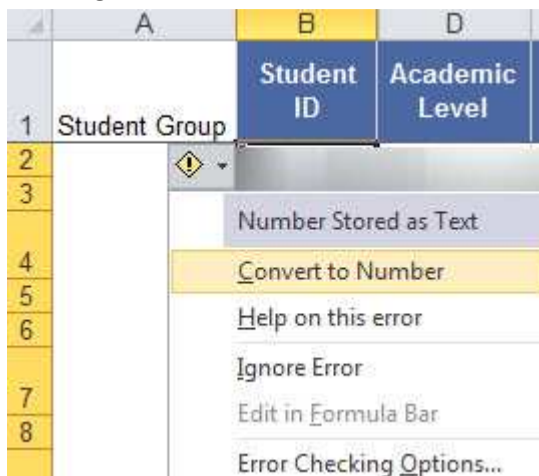 A B D
1 Student Group Student ID Academic Level
2
3
Number Stored as Text
4 Convert to Number
5
6 Help on this error
Ignore Error
7 Edit in Formula Bar
8
Error Checking Options...